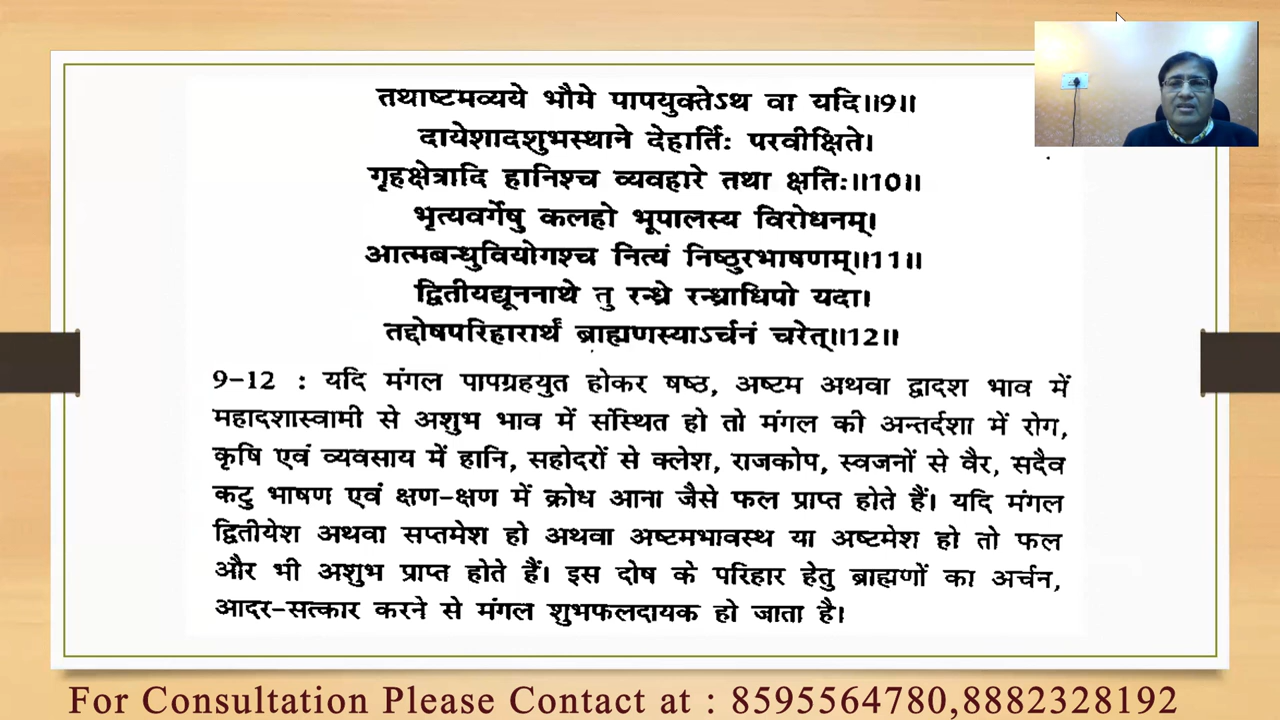 तथाष्टमव्यये भौमे पापयुक्तेऽथ वा यदि॥9॥
दायेशादशुभस्थाने देहार्तिः परवीक्षिते।
गृहक्षेत्रादि हानिश्च व्यवहारे तथा क्षतिः॥10॥
भृत्यवर्गेषु कलहो भूपालस्य विरोधनम्।
आत्मबन्धुवियोगश्च नित्यं निष्ठुरभाषणम्॥11॥
द्वितीयद्यूननाथे तु रन्ध्रे रन्ध्राधिपो यदा।
तद्दोषपरिहारार्थं ब्राह्मणस्याऽर्चनं चरेत्॥12॥
9-12 : यदि मंगल पापग्रहयुत होकर षष्ठ, अष्टम अथवा द्वादश भाव में
महादशास्वामी से अशुभ भाव में संस्थित हो तो मंगल की अन्तर्दशा में रोग,
कृषि एवं व्यवसाय में हानि, सहोदरों से क्लेश, राजकोप, स्वजनों से वैर, सदैव
कटु भाषण एवं क्षण-क्षण में क्रोध आना जैसे फल प्राप्त होते हैं। यदि मंगल
द्वितीयेश अथवा सप्तमेश हो अथवा अष्टमभावस्थ या अष्टमेश हो तो फल
और भी अशुभ प्राप्त होते हैं। इस दोष के परिहार हेतु ब्राह्मणों का अर्चन,
आदर-सत्कार करने से मंगल शुभफलदायक हो जाता है।
For Consultation Please Contact at : 8595564780,8882328192